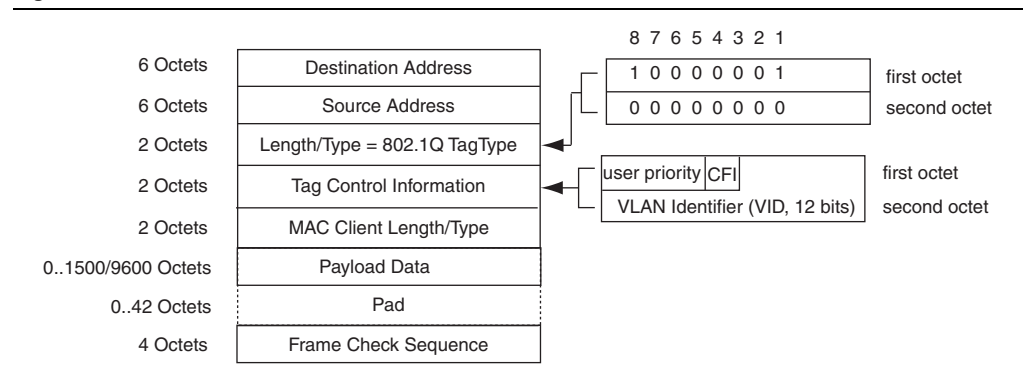 8 7 6 5 4 3 2 1
6 Octets Destination Address 1 0 0 0 0 0 0 1 first octet
6 Octets Source Address 0 0 0 0 0 0 0 0 second octet
2 Octets Length/Type = 802.1Q TagType
2 Octets Tag Control Information user priority CFI first octet
VLAN Identifier (VID, 12 bits) second octet
2 Octets MAC Client Length/Type
0..1500/9600 Octets Payload Data
0..42 Octets Pad
4 Octets Frame Check Sequence